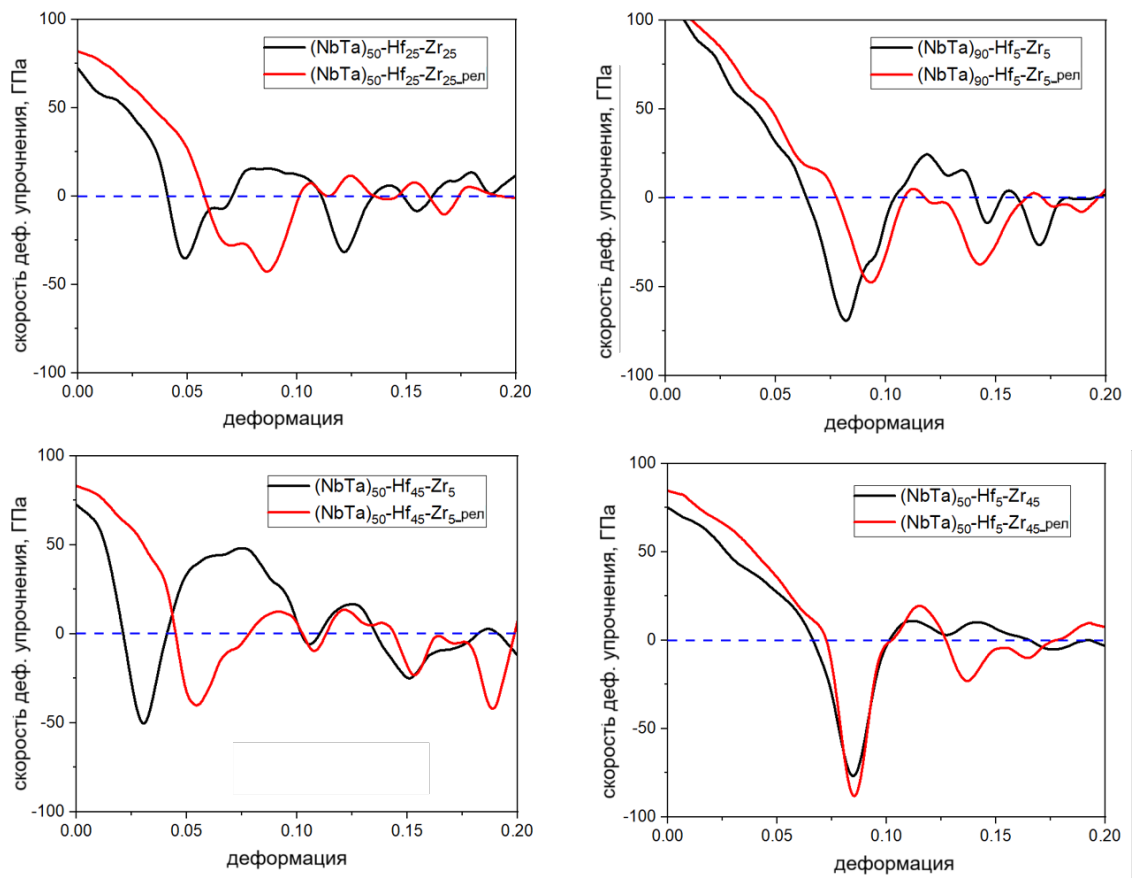 скорость деф. упрочнения, ГПа
100
50
0
-50
-100
(NbTa)50-Hf25-Zr25
(NbTa)50-Hf25-Zr25_рел
0.00 0.05 0.10 0.15 0.20
деформация
скорость деф. упрочнения, ГПа
100
50
0
-50
-100
(NbTa)90-Hf5-Zr5
(NbTa)90-Hf5-Zr5_рел
0.00 0.05 0.10 0.15 0.20
деформация
скорость деф. упрочнения, ГПа
100
50
0
-50
-100
(NbTa)50-Hf45-Zr5
(NbTa)50-Hf45-Zr5_рел
0.00 0.05 0.10 0.15 0.20
деформация
скорость деф. упрочнения, ГПа
100
50
0
-50
-100
(NbTa)50-Hf5-Zr45
(NbTa)50-Hf5-Zr45_рел
0.00 0.05 0.10 0.15 0.20
деформация